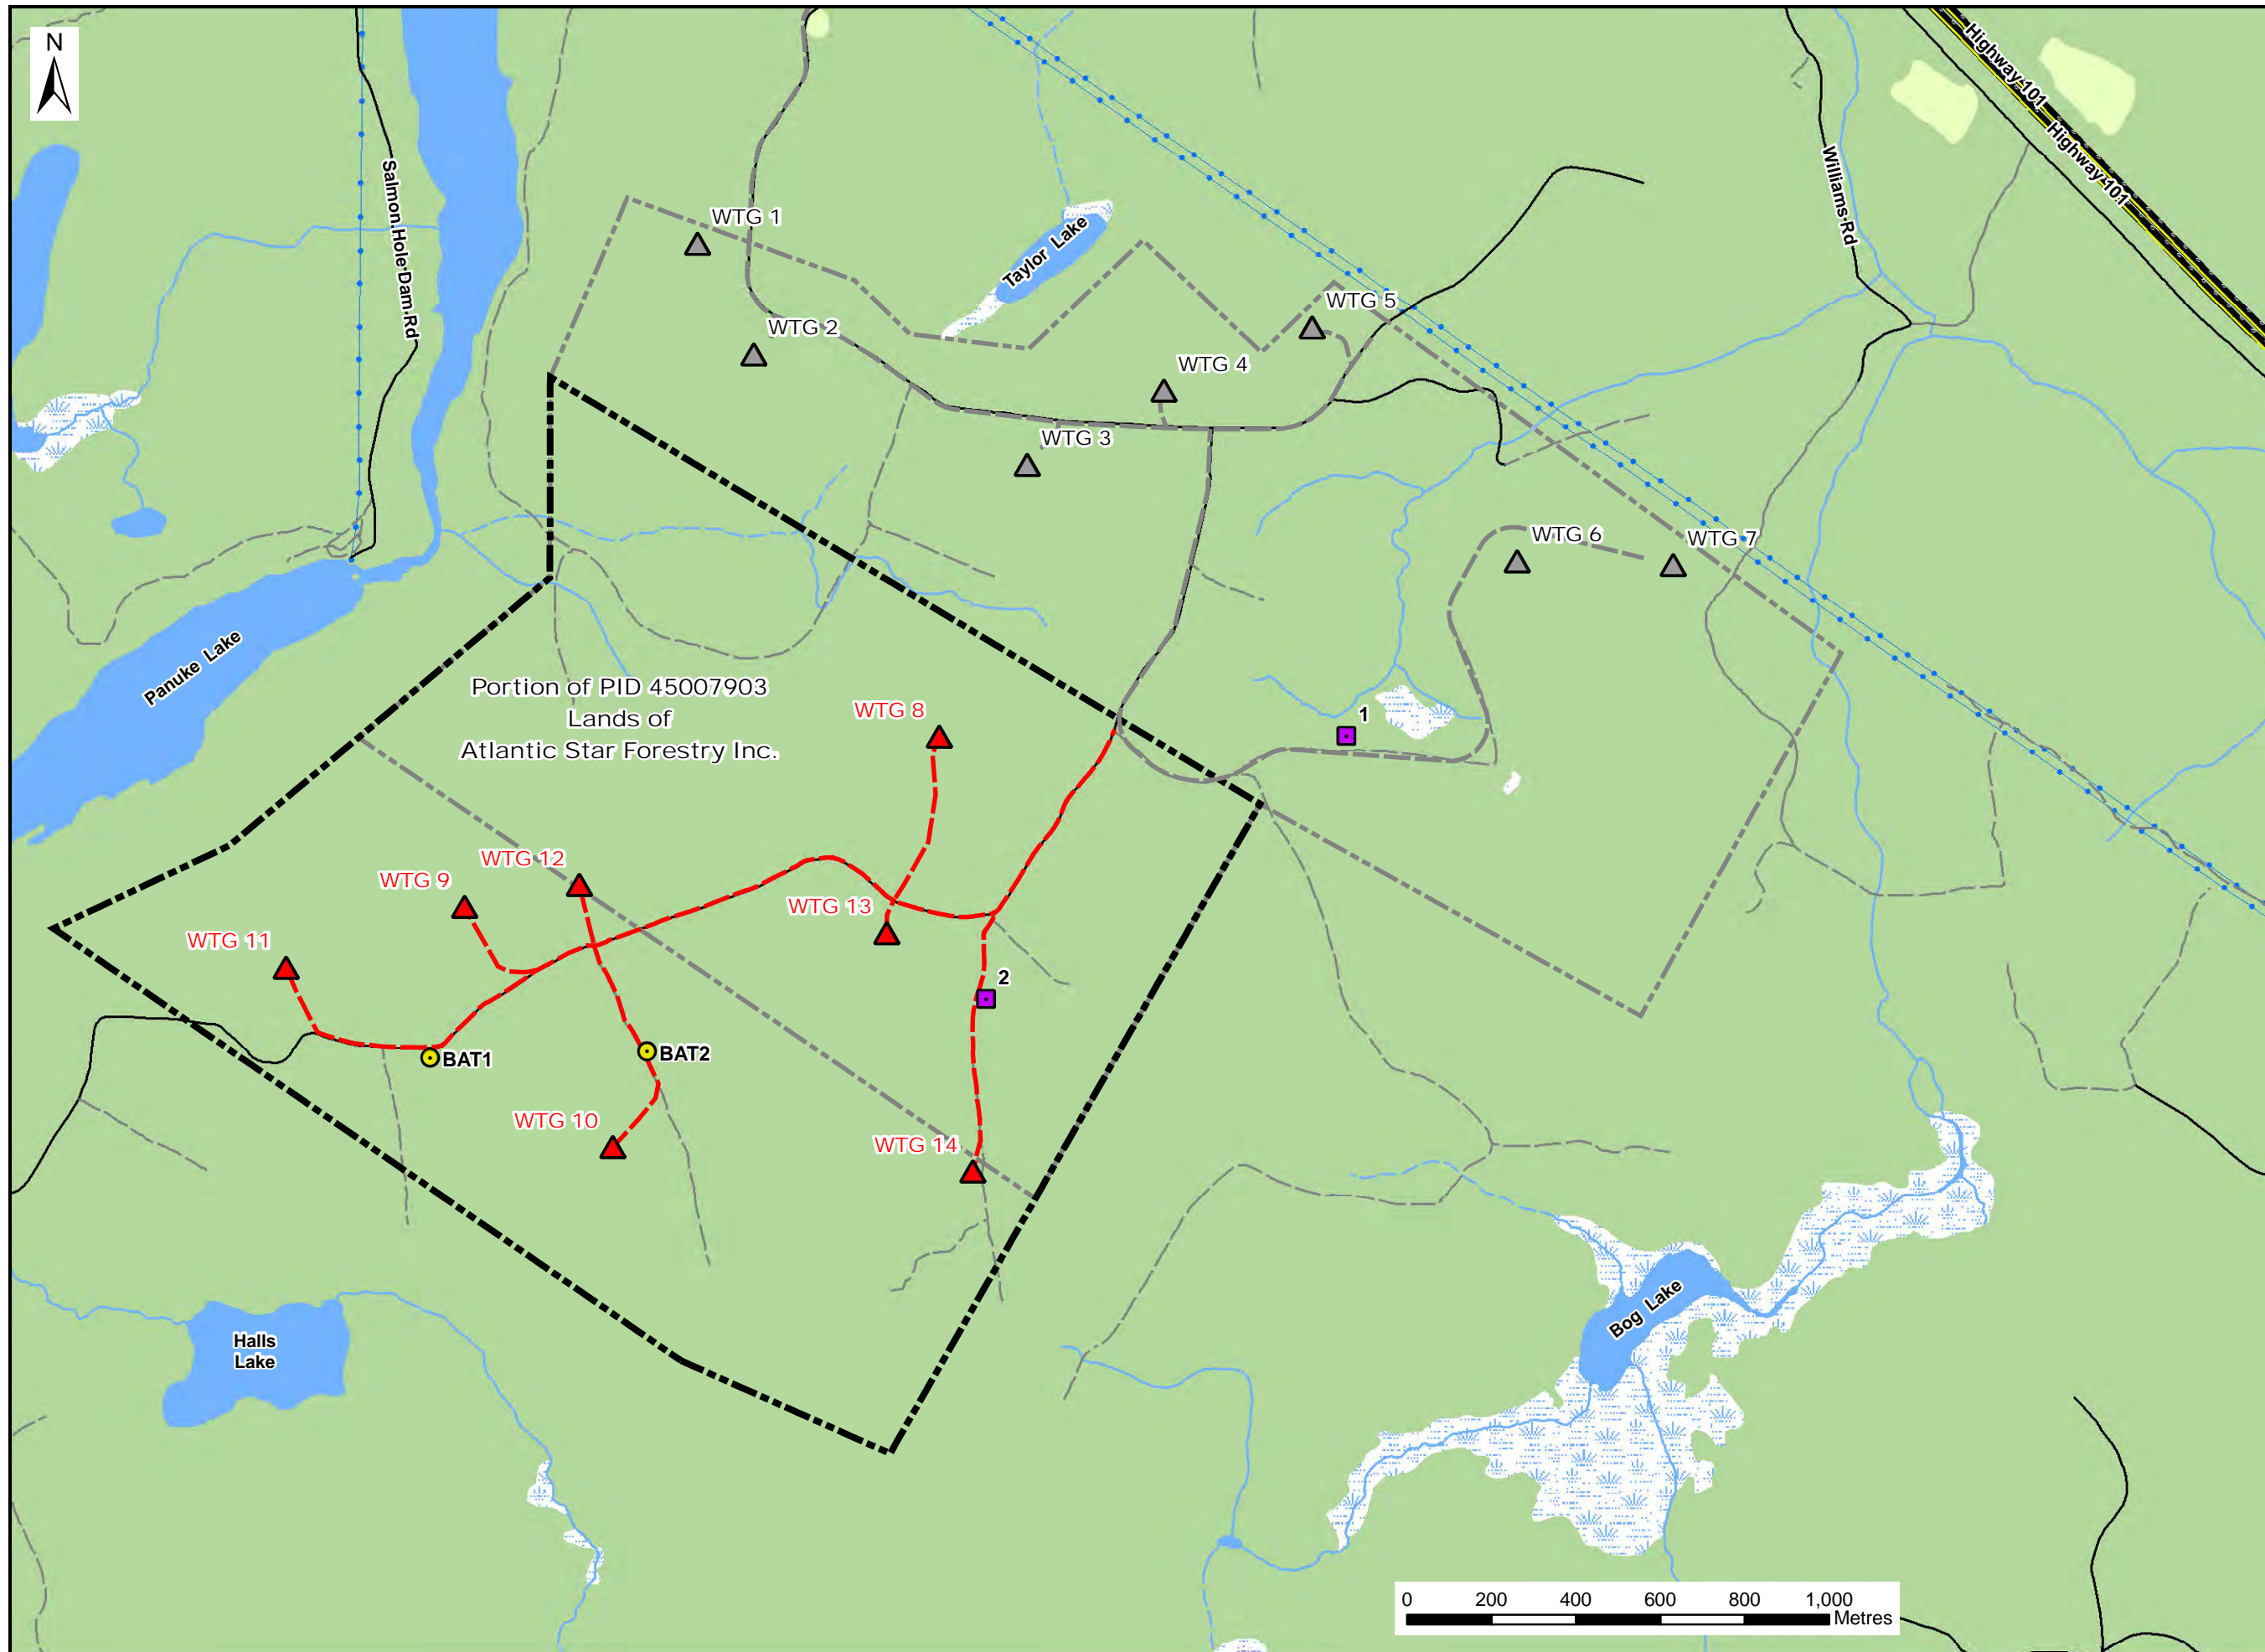 N
Highway 101
Highway 101
Salmon Hole Dam Rd
Williams Rd
WTG 1
Taylor Lake
WTG 5
WTG 2
WTG 4
WTG 3
WTG 6
WTG 7
Panuke Lake
Portion of PID 45007903
Lands of
Atlantic Star Forestry Inc.
WTG 8
1
WTG 12
WTG 9
WTG 13
WTG 11
2
BAT1
BAT2
WTG 10
WTG 14
Bog Lake
Halls
Lake
0 200 400 600 800 1,000
Metres